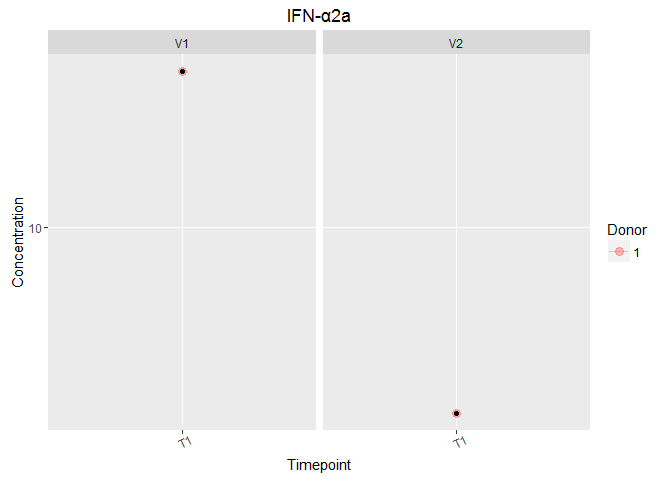 IFN-α2a
V1
V2
Concentration
10
T1
T1
Timepoint
Donor
1